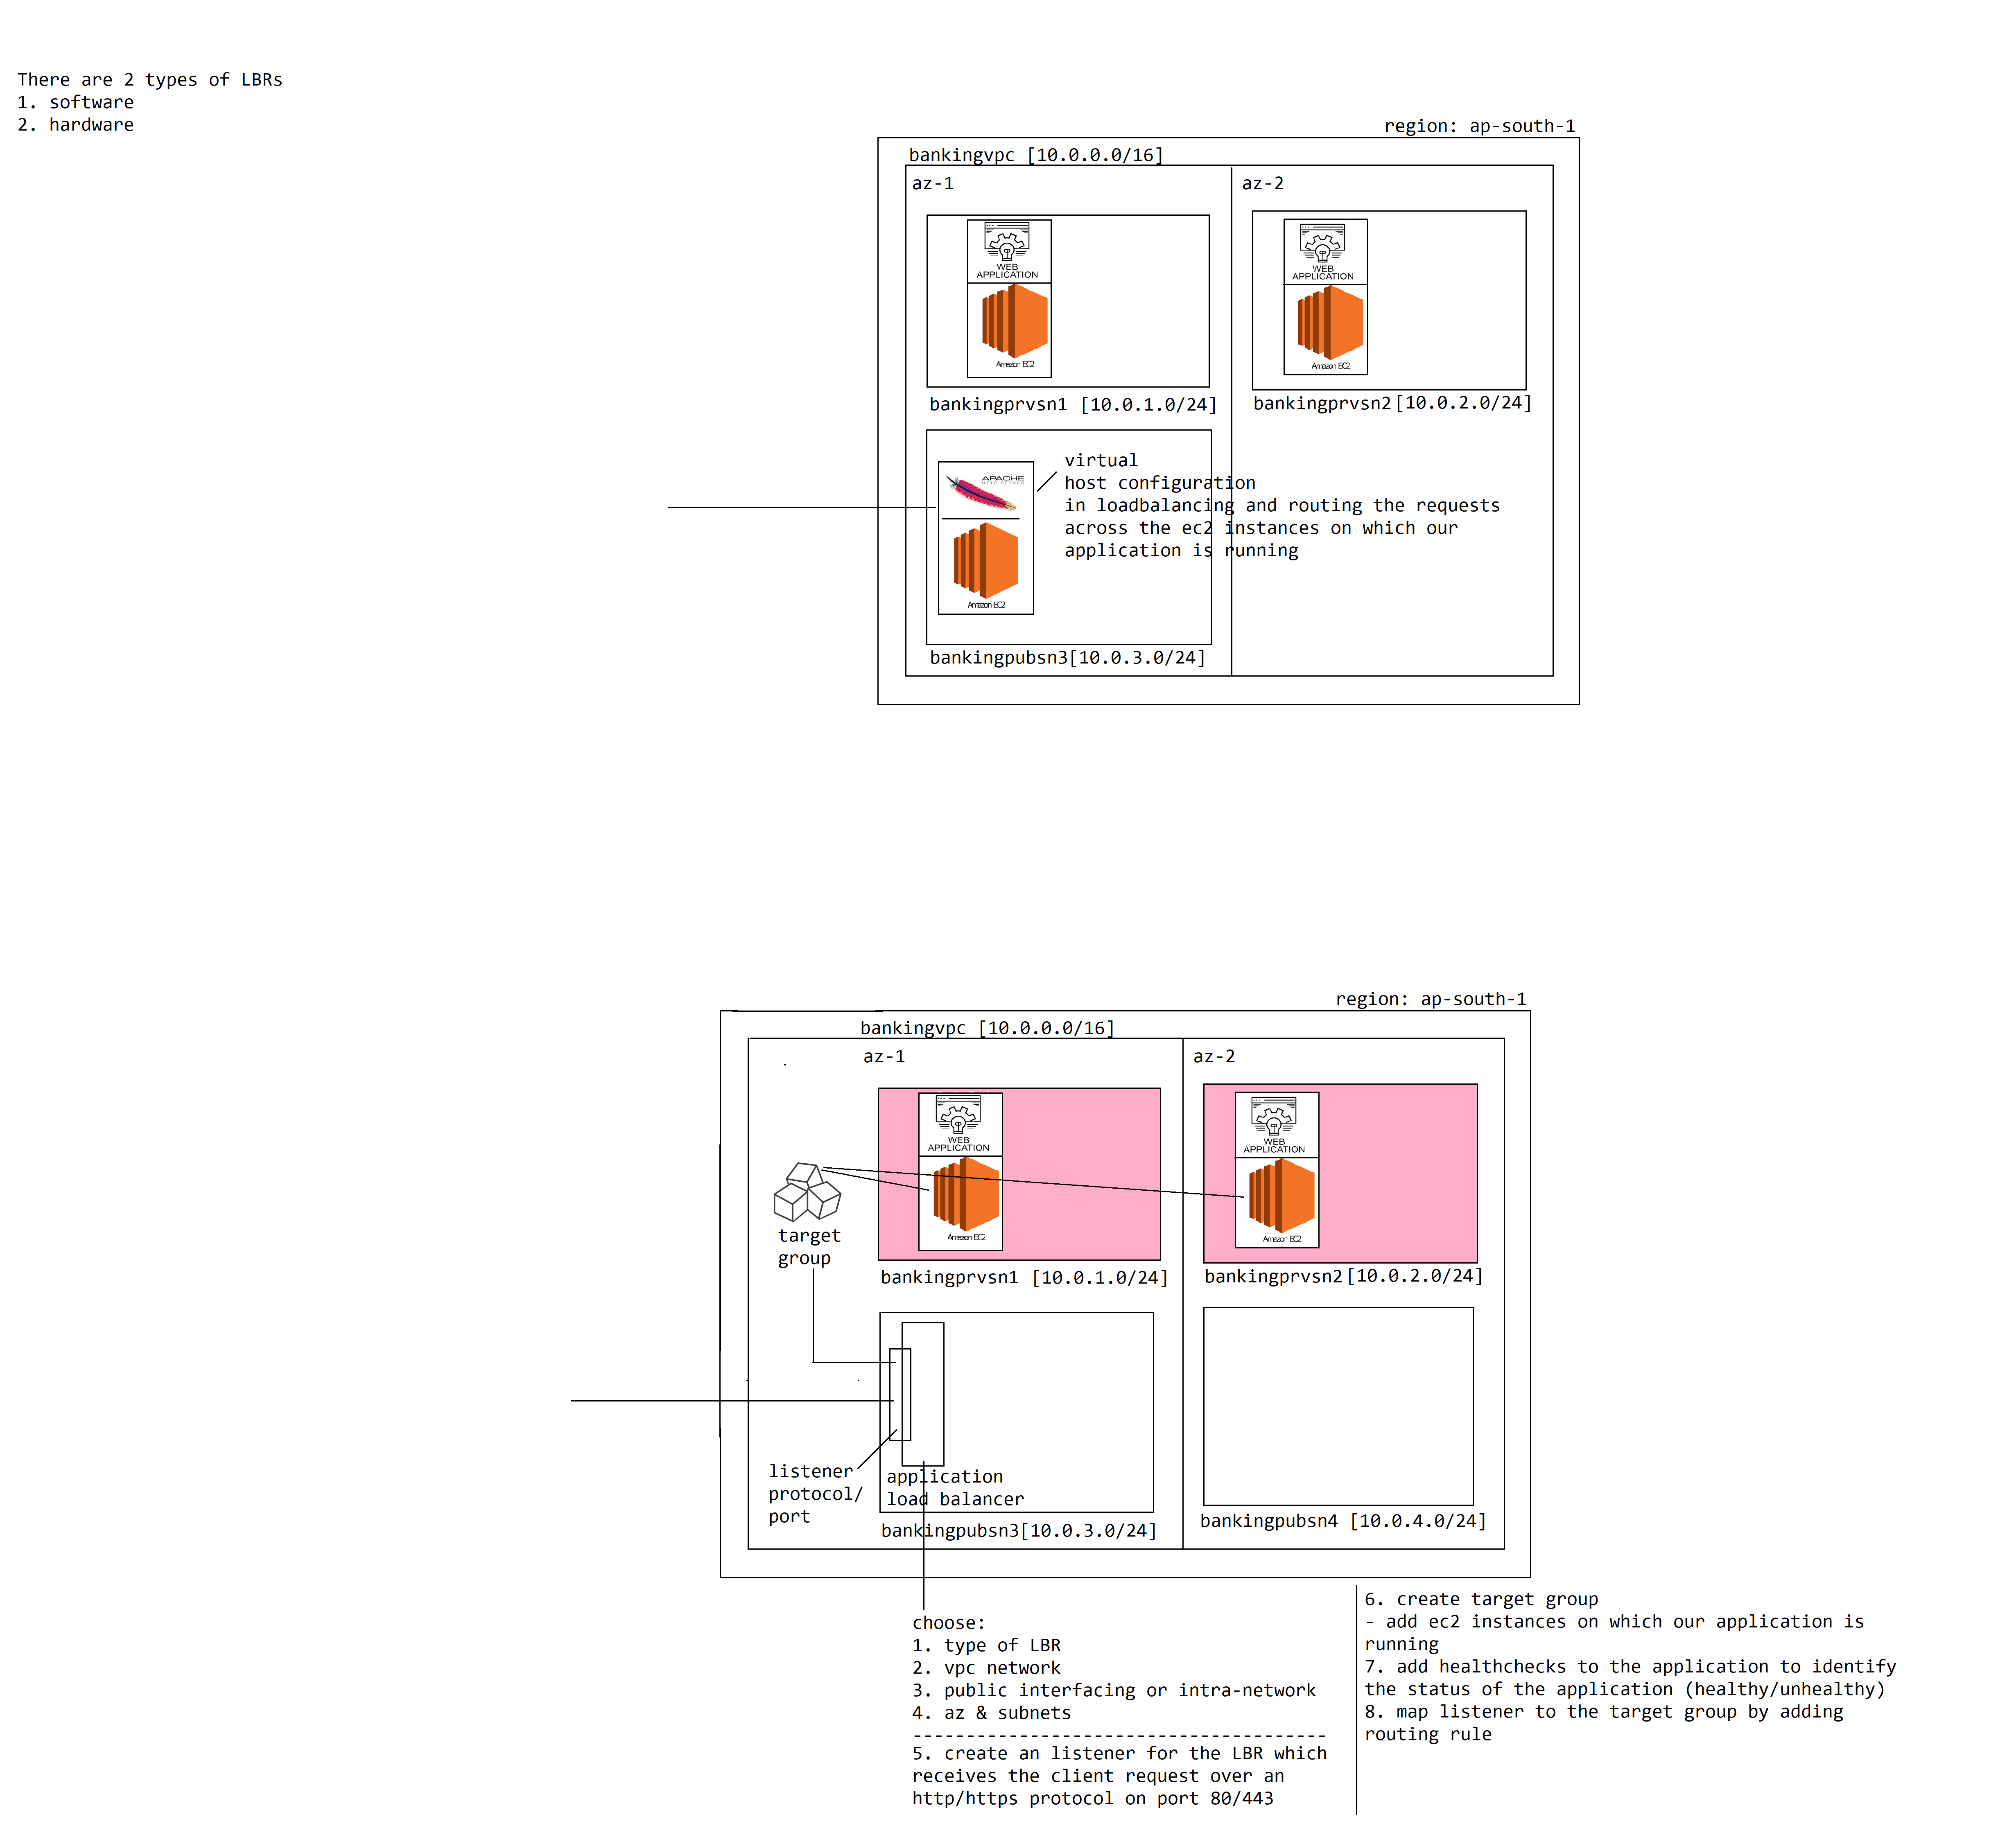 There are 2 types of LBRs
1. software
2. hardware
region: ap-south-1
bankingvpc [10.0.0.0/16]
az-1
az-2
WEB
APPLICATION
Amazon EC2
WEB
APPLICATION
Amazon EC2
bankingprvsn1 [10.0.1.0/24]
bankingprvsn2 [10.0.2.0/24]
APACHE
HTTP SERVER
Amazon EC2
virtual
host configuration
in loadbalancing and routing the requests
across the ec2 instances on which our
application is running
bankingpubsn3[10.0.3.0/24]
region: ap-south-1
bankingvpc [10.0.0.0/16]
az-1
az-2
WEB
APPLICATION
Amazon EC2
WEB
APPLICATION
Amazon EC2
target
group
bankingprvsn1 [10.0.1.0/24]
bankingprvsn2 [10.0.2.0/24]
listener
protocol/
port
application
load balancer
bankingpubsn3[10.0.3.0/24]
bankingpubsn4 [10.0.4.0/24]
choose:
1. type of LBR
2. vpc network
3. public interfacing or intra-network
4. az & subnets
---------------------------------------
5. create an listener for the LBR which
receives the client request over an
http/https protocol on port 80/443
6. create target group
- add ec2 instances on which our application is
running
7. add healthchecks to the application to identify
the status of the application (healthy/unhealthy)
8. map listener to the target group by adding
routing rule